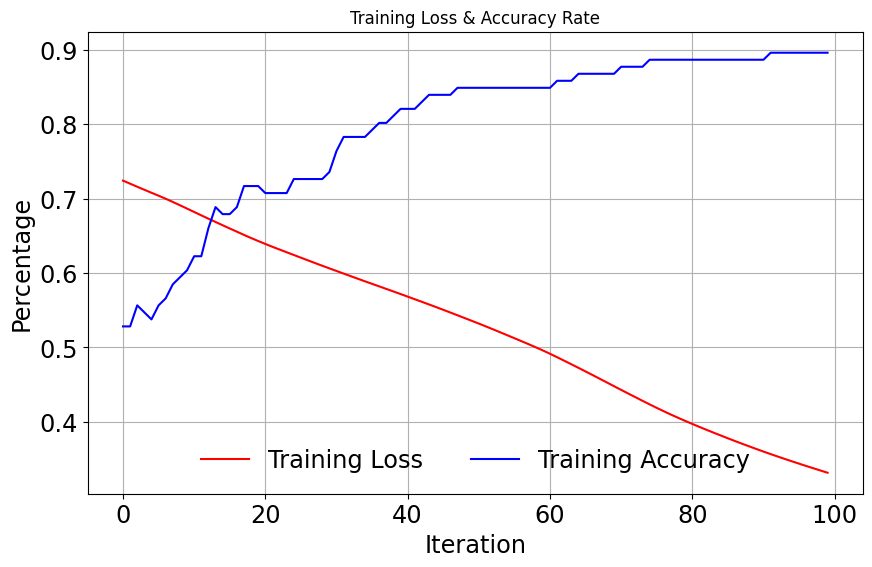 Training Loss & Accuracy Rate
0.9
0.8
0.7
0.6
0.5
0.4
Percentage
Training Loss
Training Accuracy
0 20 40 60 80 100
Iteration